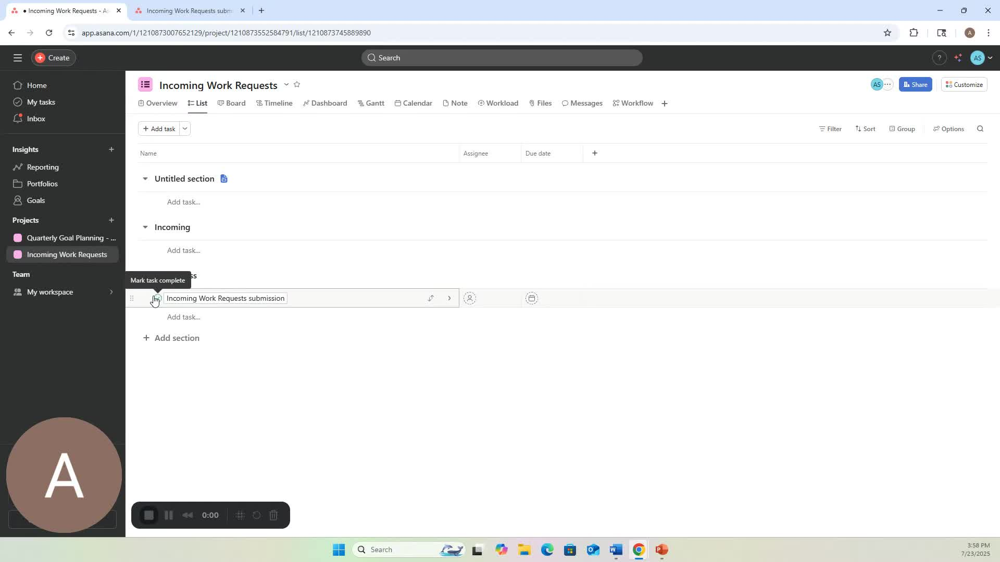 • Incoming Work Requests - As
Incoming Work Requests subm
app.asana.com/1/1210873007652129/project/1210873552584791/list/1210873745889890
A
Create
Search
?
AS
Home
My tasks
Inbox
Insights
Reporting
Portfolios
Goals
Projects
Quarterly Goal Planning - ...
Incoming Work Requests
Team
My workspace
Incoming Work Requests
AS
Share
Customize
Overview
List
Board
Timeline
Dashboard
Gantt
Calendar
Note
Workload
Files
Messages
Workflow
+ Add task
Filter
Sort
Group
Options
Name
Assignee
Due date
Untitled section
Add task...
Incoming
Add task...
ss
Mark task complete
Incoming Work Requests submission
Add task...
+ Add section
A
0:00
Search
3:58 PM
7/23/2025